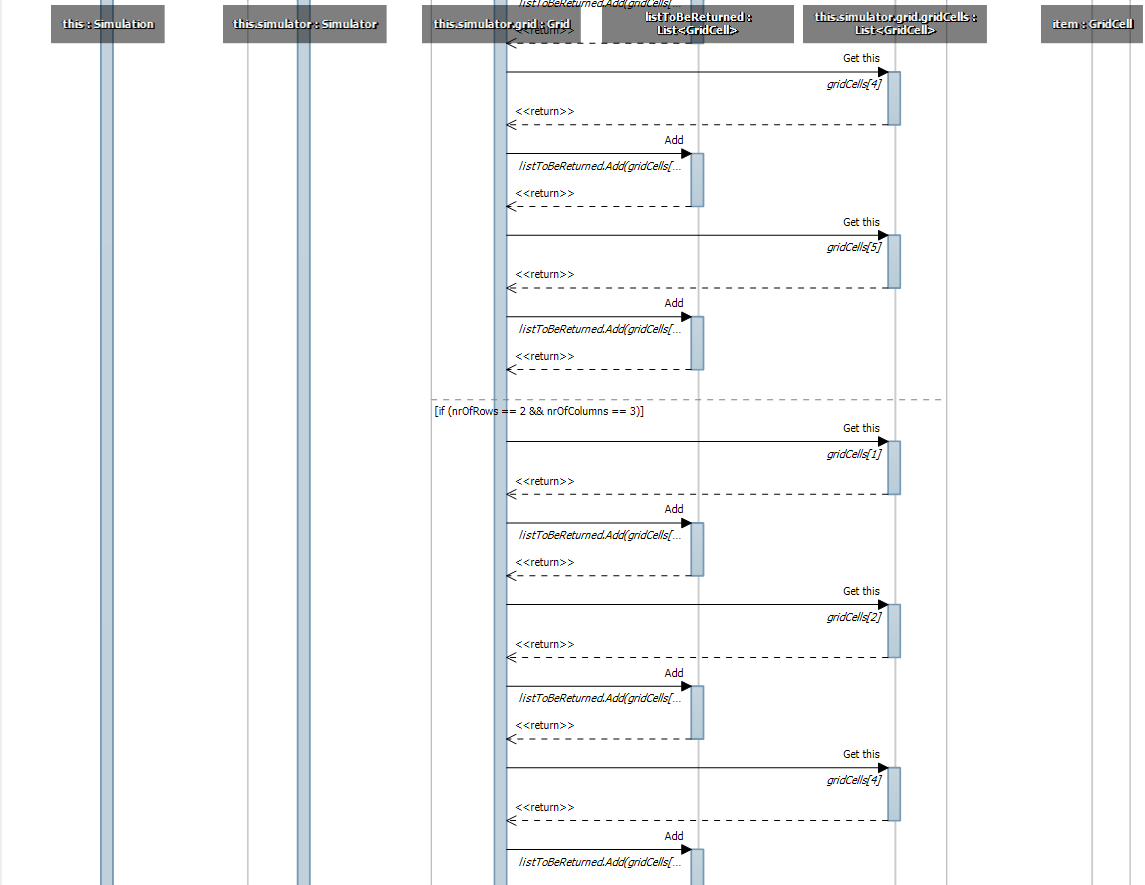 listToBeReturned.Add(gridCells[...
this : Simulation
this.simulator : Simulator
this.simulator.grid : Grid
listToBeReturned :
List<GridCell>
this.simulator.grid.gridCells :
List<GridCell>
item : GridCell
<<return>>
Get this
gridCells[4]
<<return>>
Add
listToBeReturned.Add(gridCells[...
<<return>>
Get this
gridCells[5]
<<return>>
Add
listToBeReturned.Add(gridCells[...
<<return>>
[if (nrOfRows == 2 && nrOfColumns == 3)]
Get this
gridCells[1]
<<return>>
Add
listToBeReturned.Add(gridCells[...
<<return>>
Get this
gridCells[2]
<<return>>
Add
listToBeReturned.Add(gridCells[...
<<return>>
Get this
gridCells[4]
<<return>>
Add
listToBeReturned.Add(gridCells[...